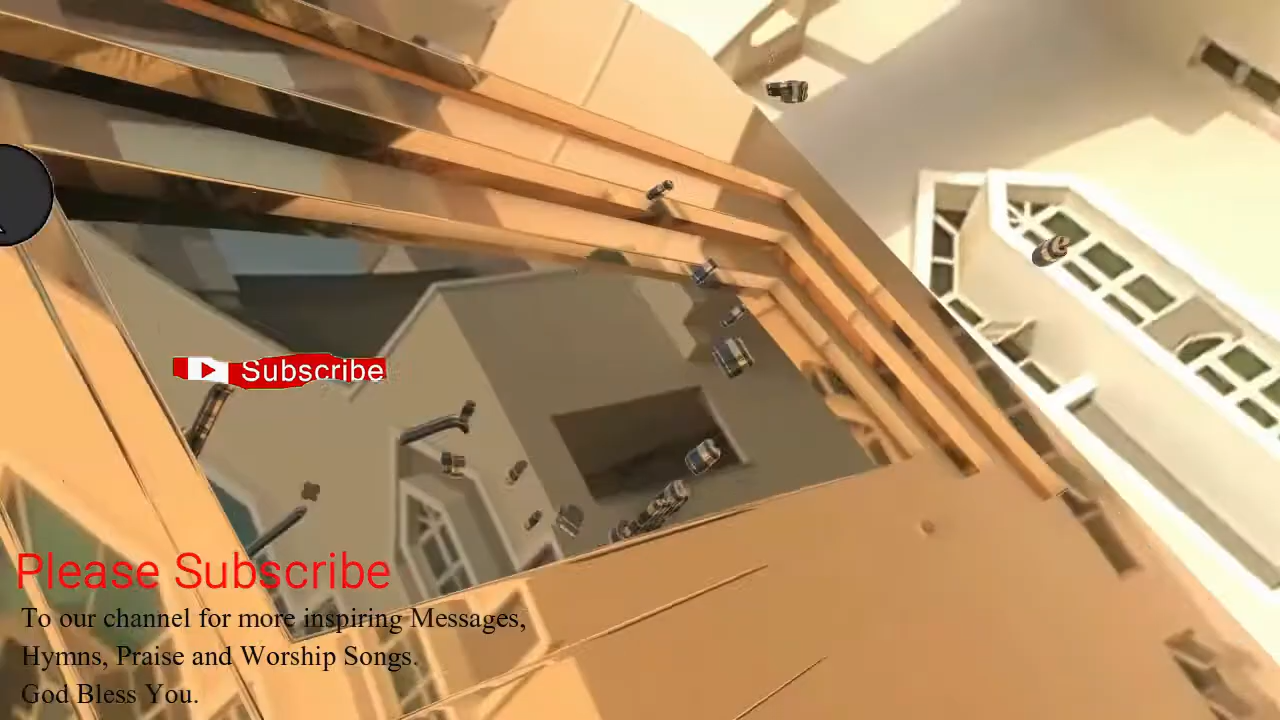 Subscribe
Please Subscribe
To our channel for more inspiring Messages,
Hymns, Praise and Worship Songs.
God Bless You.